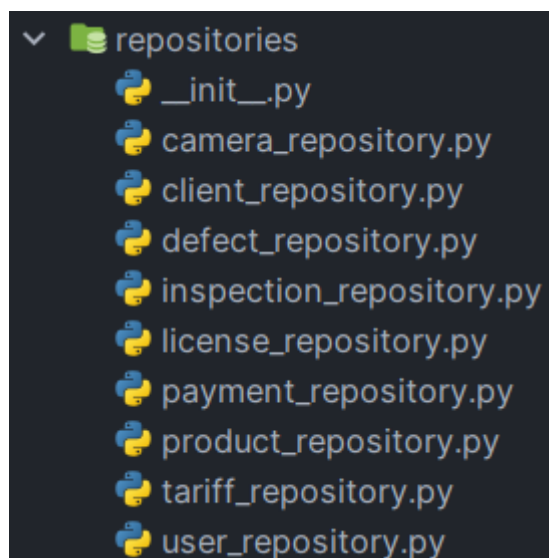 repositories
__init__.py
camera_repository.py
client_repository.py
defect_repository.py
inspection_repository.py
license_repository.py
payment_repository.py
product_repository.py
tariff_repository.py
user_repository.py